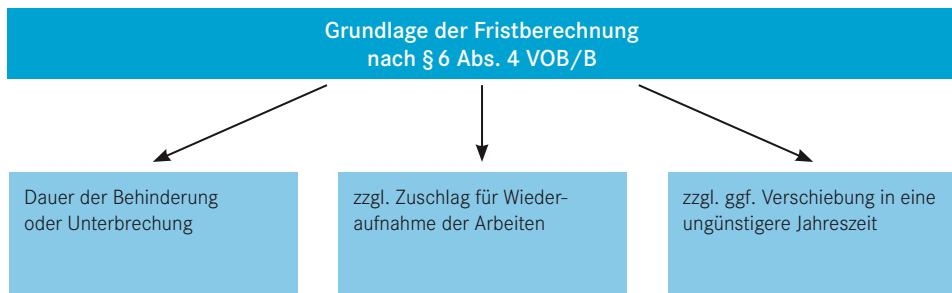 Grundlage der Fristberechnung
nach § 6 Abs. 4 VOB/B
Dauer der Behinderung
oder Unterbrechung
zzgl. Zuschlag für Wieder-
aufnahme der Arbeiten
zzgl. ggf. Verschiebung in eine
ungünstigere Jahreszeit